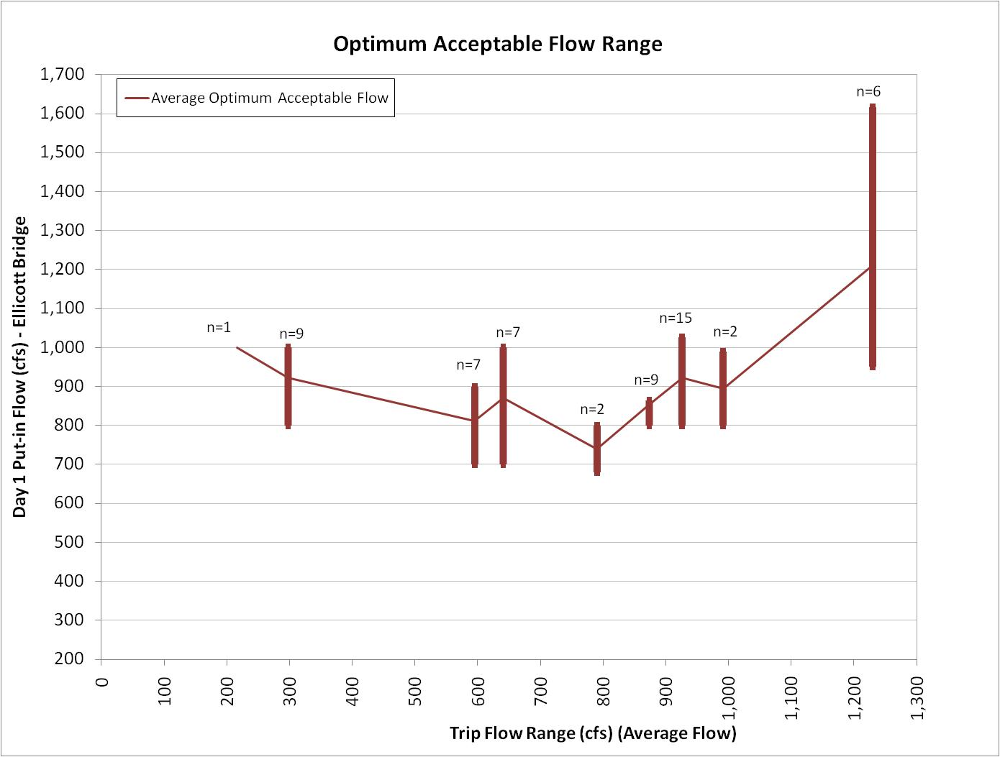 Optimum Acceptable Flow Range
Average Optimum Acceptable Flow
Day 1 Put-in Flow (cfs) - Ellicott Bridge
1,700
1,600
1,500
1,400
1,300
1,200
1,100
1,000
900
800
700
600
500
400
300
200
n=1
n=9
n=7
n=7
n=2
n=9
n=15
n=2
n=6
0
100
200
300
400
500
600
700
800
900
1,000
1,100
1,200
1,300
Trip Flow Range (cfs) (Average Flow)